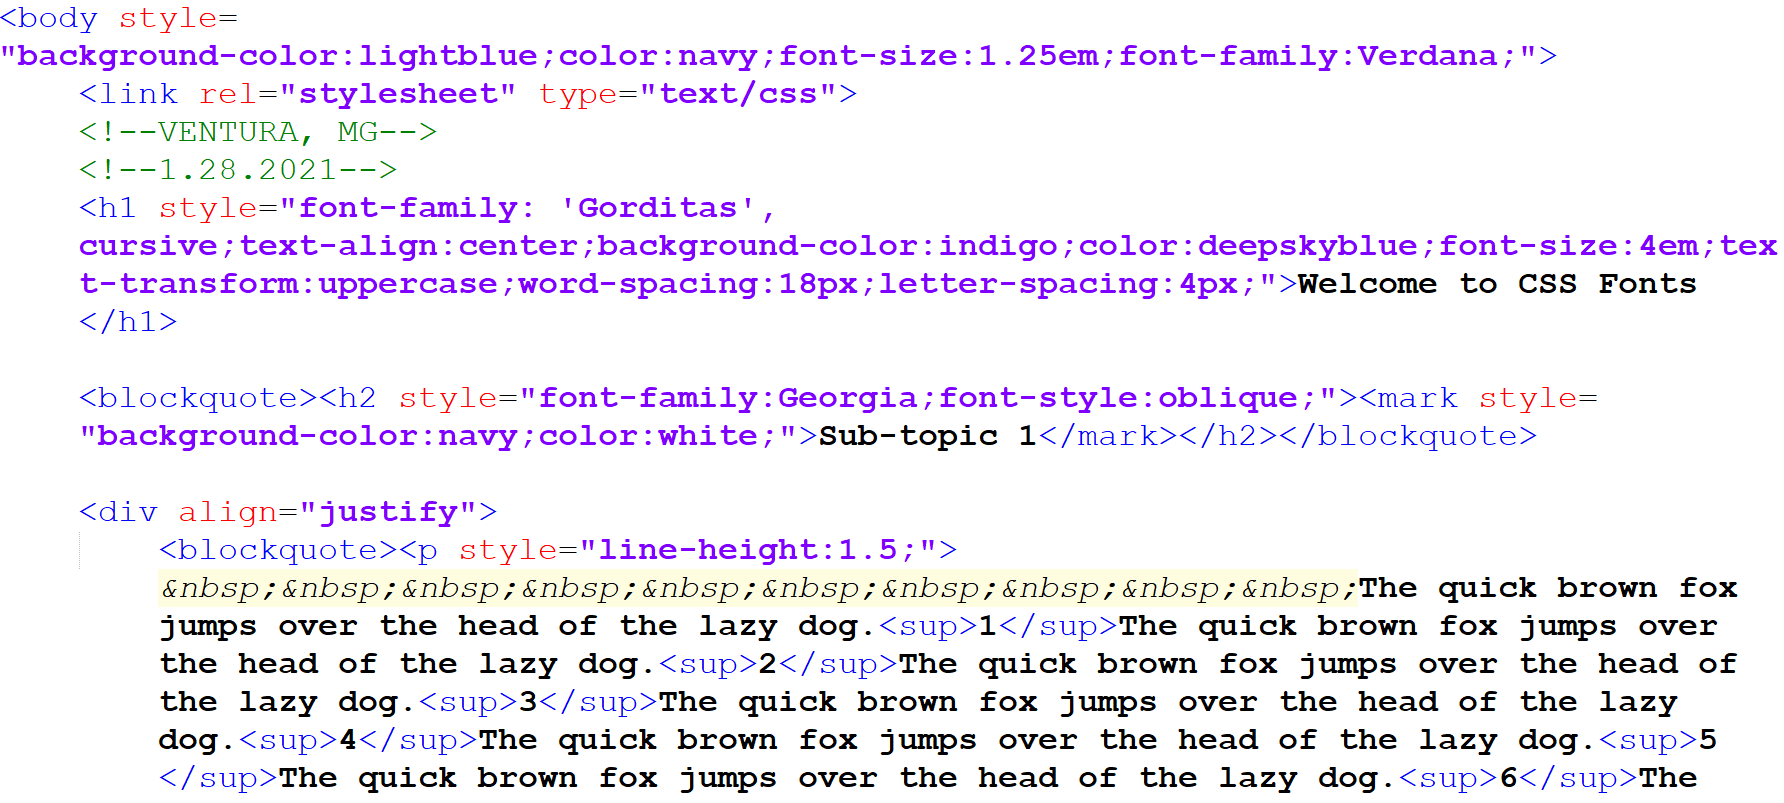 <body style=
"background-color:lightblue;color:navy;font-size:1.25em;font-family:Verdana;">
<link rel="stylesheet" type="text/css">
<!--VENTURA, MG-->
<!--1.28.2021-->
<h1 style="font-family: 'Gorditas',
cursive;text-align:center;background-color:indigo;color:deepskyblue;font-size:4em;tex
t-transform:uppercase;word-spacing:18px;letter-spacing:4px;">Welcome to CSS Fonts
</h1>
<blockquote><h2 style="font-family:Georgia;font-style:oblique;"><mark style=
"background-color:navy;color:white;">Sub-topic 1</mark></h2></blockquote>
<div align="justify">
<blockquote><p style="line-height:1.5;">
&nbsp;&nbsp;&nbsp;&nbsp;&nbsp;&nbsp;&nbsp;&nbsp;&nbsp;&nbsp;The quick brown fox
jumps over the head of the lazy dog.<sup>1</sup>The quick brown fox jumps over
the head of the lazy dog.<sup>2</sup>The quick brown fox jumps over the head of
the lazy dog.<sup>3</sup>The quick brown fox jumps over the head of the lazy
dog.<sup>4</sup>The quick brown fox jumps over the head of the lazy dog.<sup>5
</sup>The quick brown fox jumps over the head of the lazy dog.<sup>6</sup>The